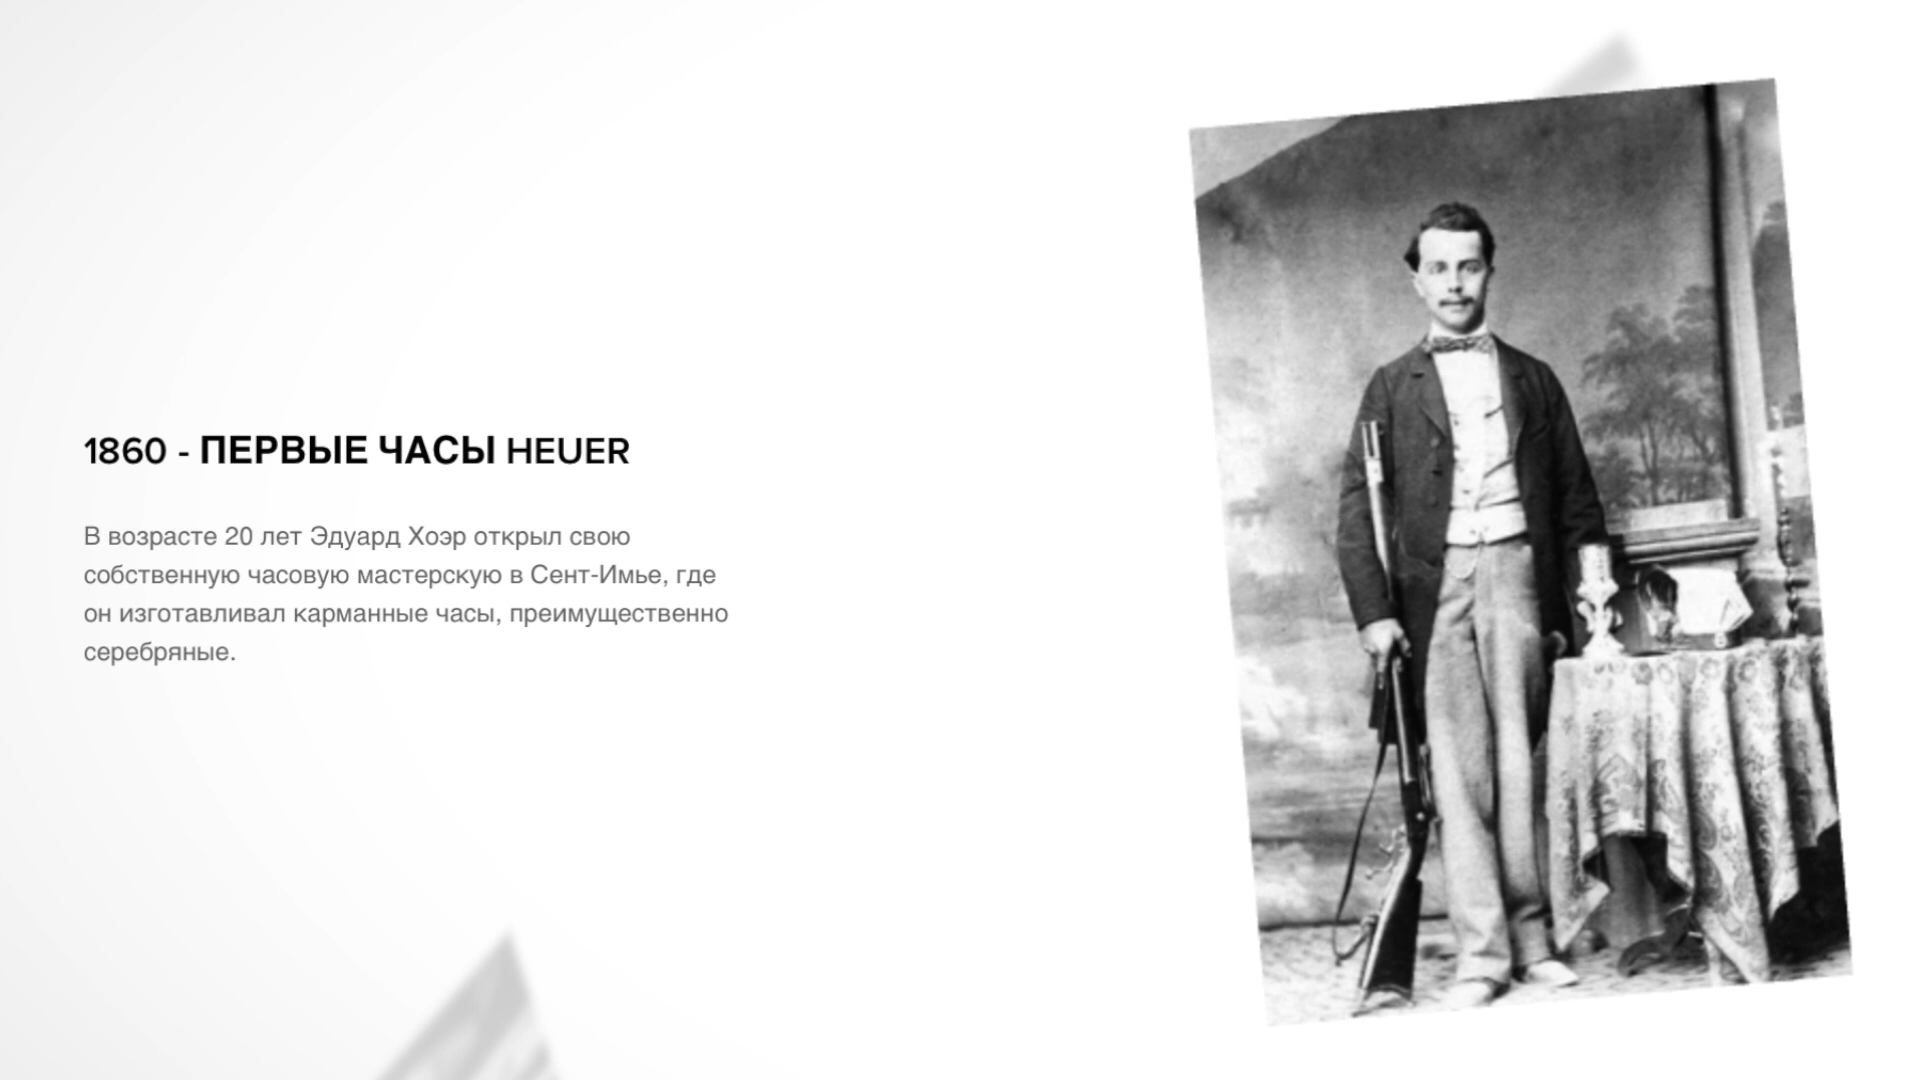 1860 - ПЕРВЫЕ ЧАСЫ HEUER
В возрасте 20 лет Эдуард Хоэр открыл свою
собственную часовую мастерскую в Сент-Имье, где
он изготавливал карманные часы, преимущественно
серебряные.